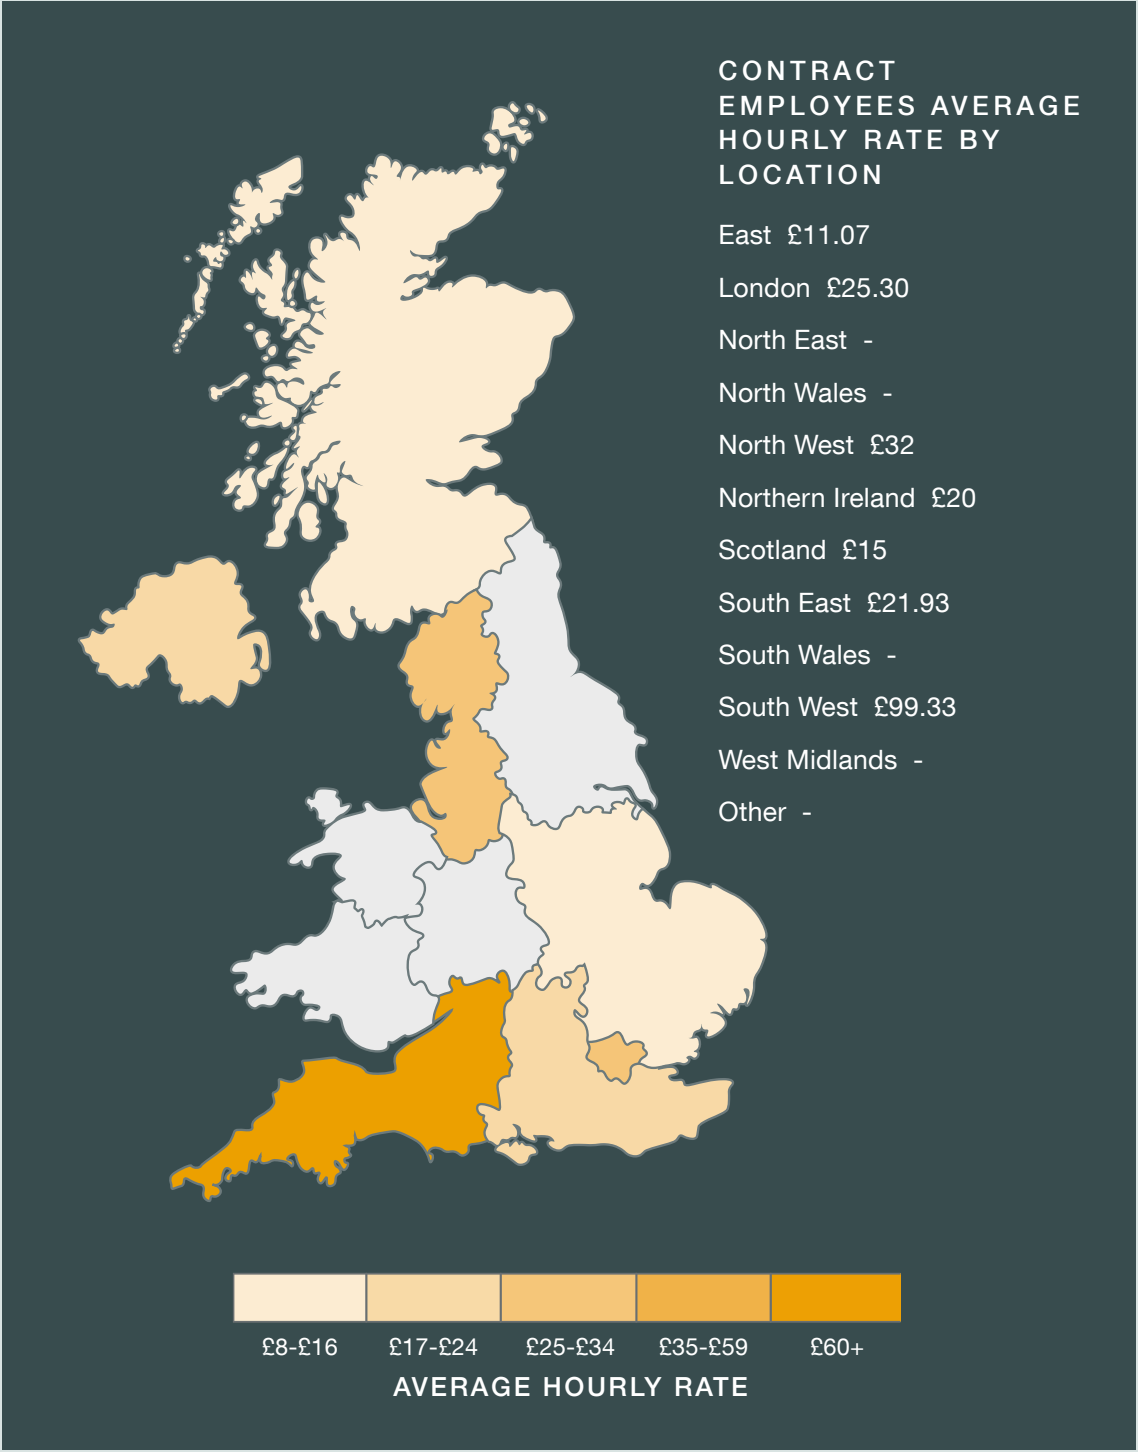 CONTRACT
EMPLOYEES AVERAGE
HOURLY RATE BY
LOCATION
East £11.07
London £25.30
North East -
North Wales -
North West £32
Northern Ireland £20
Scotland £15
South East £21.93
South Wales -
South West £99.33
West Midlands -
Other -
£8-£16 £17-£24 £25-£34 £35-£59 £60+
AVERAGE HOURLY RATE